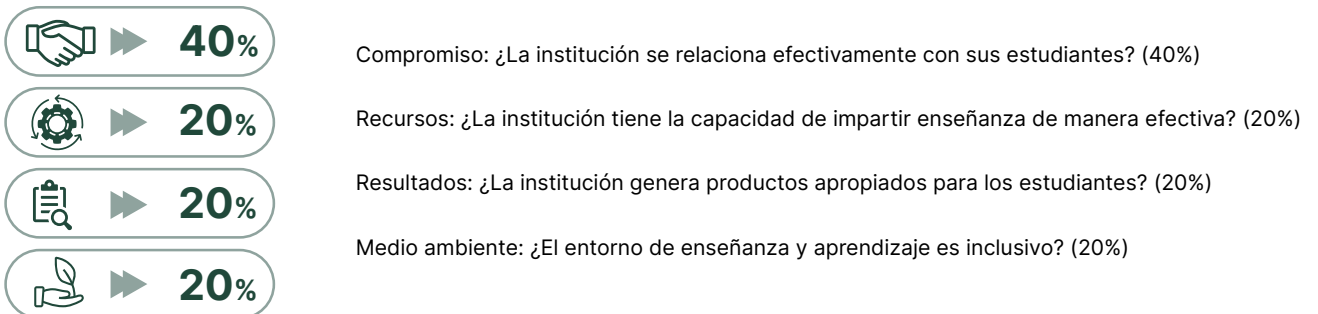 40%
Compromiso: ¿La institución se relaciona efectivamente con sus estudiantes? (40%)
20%
Recursos: ¿La institución tiene la capacidad de impartir enseñanza de manera efectiva? (20%)
20%
Resultados: ¿La institución genera productos apropiados para los estudiantes? (20%)
20%
Medio ambiente: ¿El entorno de enseñanza y aprendizaje es inclusivo? (20%)